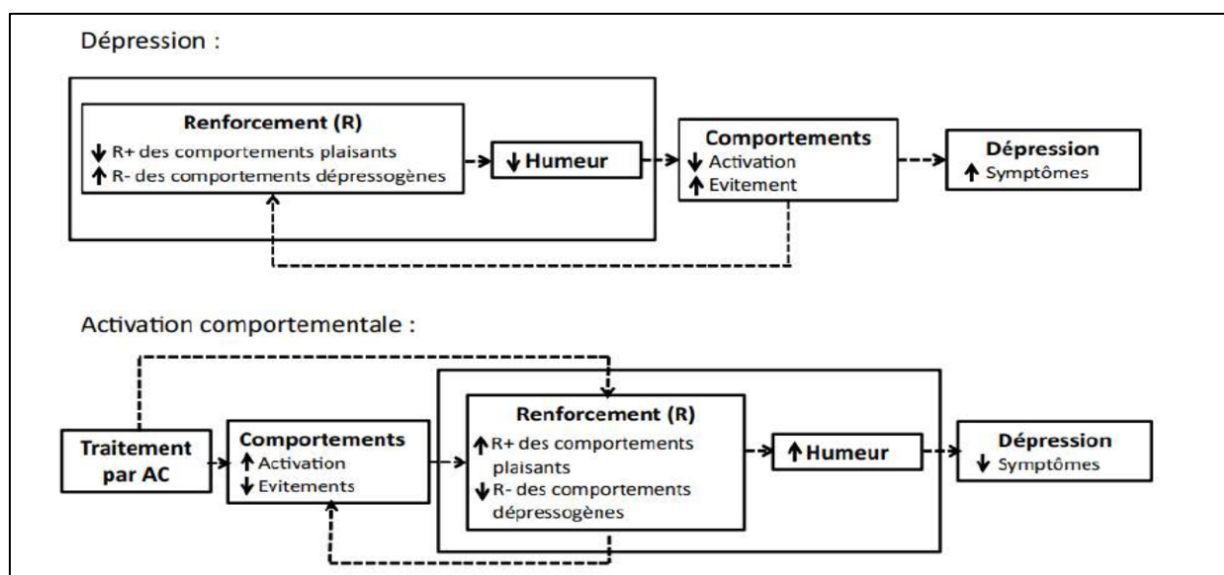 Dépression :
Renforcement (R)
↓ R+ des comportements plaisants
↑ R- des comportements dépressogènes
↓ Humeur
Comportements
↓ Activation
↑ Evitement
Dépression
↑ Symptômes
Activation comportementale :
Traitement
par AC
Comportements
↑ Activation
↓ Evitements
Renforcement (R)
↑ R+ des comportements
plaisants
↓ R- des comportements
dépressogènes
↑ Humeur
Dépression
↓ Symptômes